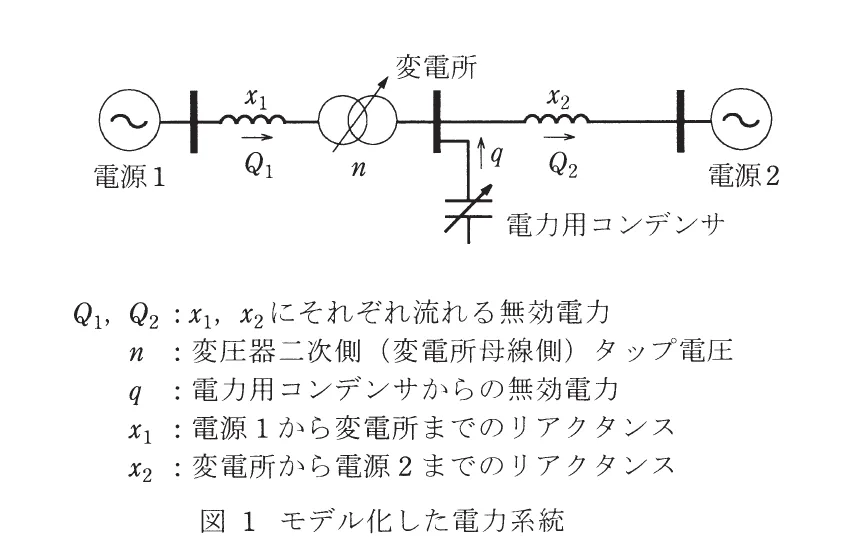 変電所
x₁
x₂
Q₁
n
q
Q₂
電源1
電源2
電力用コンデンサ
Q₁, Q₂ : x₁, x₂にそれぞれ流れる無効電力
n : 変圧器二次側（変電所母線側）タップ電圧
q : 電力用コンデンサからの無効電力
x₁ : 電源1から変電所までのリアクタンス
x₂ : 変電所から電源2までのリアクタンス
図 1 モデル化した電力系統